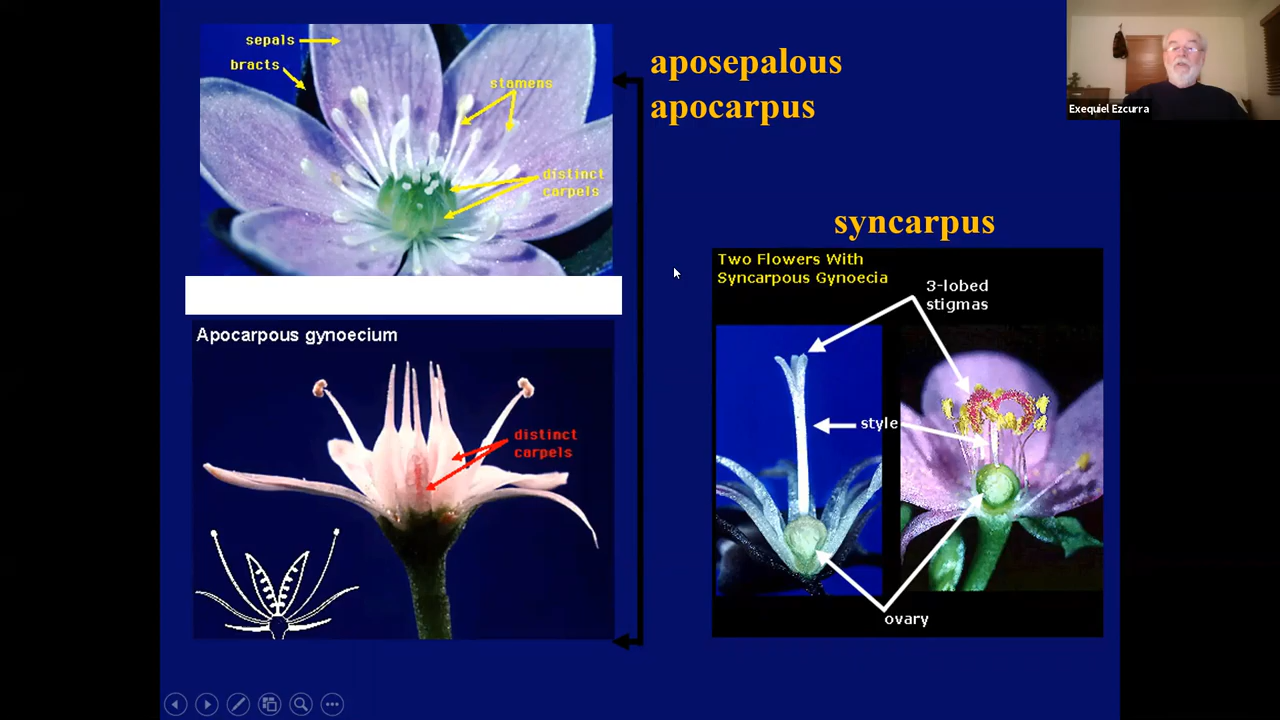 sepals
bracts
stamens
distinct
carpels
aposepalous
apocarpus
Exequiel Ezcurra
syncarpus
Apocarpous gynoecium
distinct
carpels
Two Flowers With
Syncarpous Gynoecia
3-lobed
stigmas
style
ovary